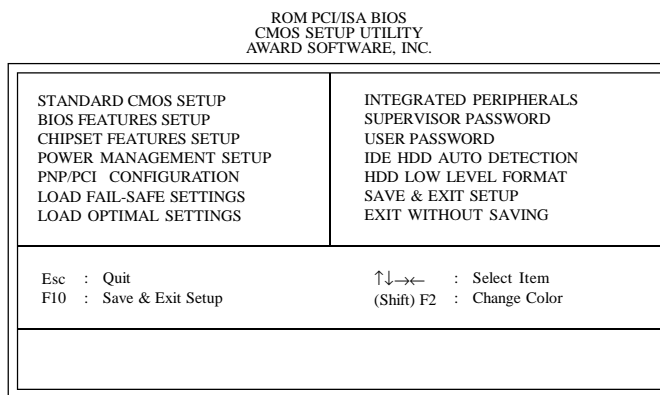 ROM PCI/ISA BIOS
CMOS SETUP UTILITY
AWARD SOFTWARE, INC.
STANDARD CMOS SETUP
BIOS FEATURES SETUP
CHIPSET FEATURES SETUP
POWER MANAGEMENT SETUP
PNP/PCI CONFIGURATION
LOAD FAIL-SAFE SETTINGS
LOAD OPTIMAL SETTINGS
INTEGRATED PERIPHERALS
SUPERVISOR PASSWORD
USER PASSWORD
IDE HDD AUTO DETECTION
HDD LOW LEVEL FORMAT
SAVE & EXIT SETUP
EXIT WITHOUT SAVING
Esc : Quit
F10 : Save & Exit Setup
↑↓→← : Select Item
(Shift) F2 : Change Color